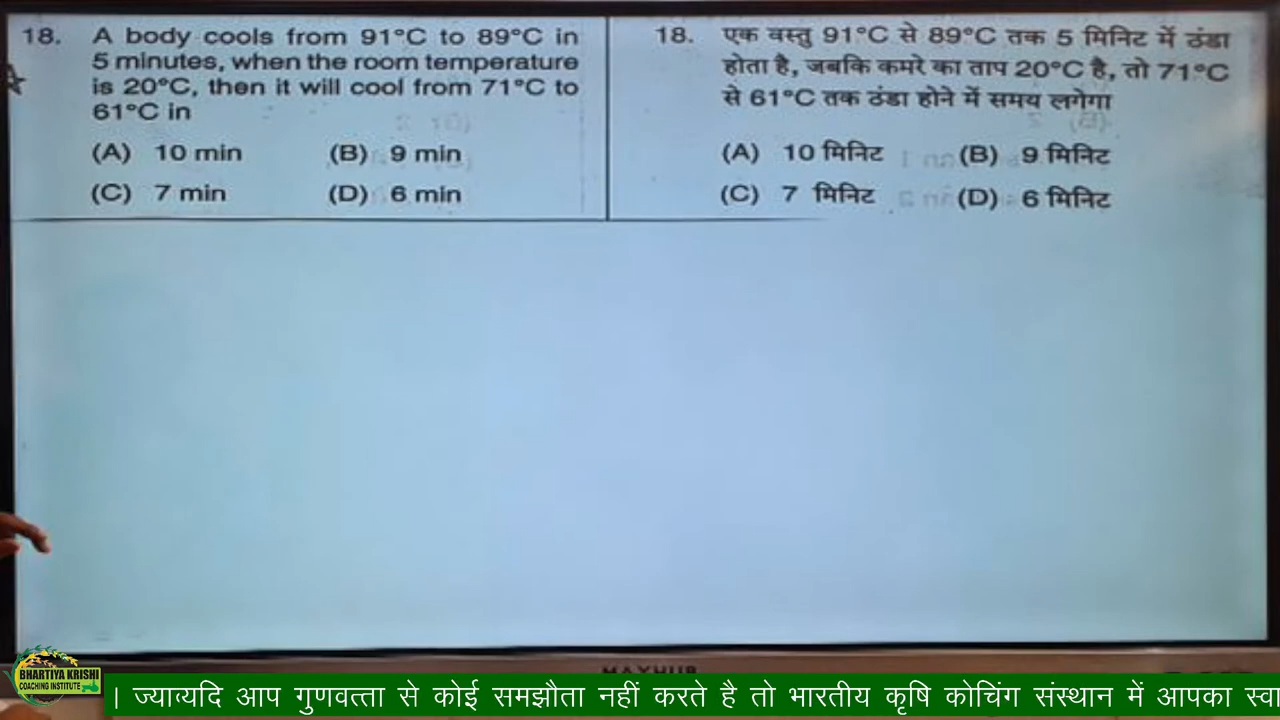 18. A body cools from 91°C to 89°C in
5 minutes, when the room temperature
is 20°C, then it will cool from 71°C to
61°C in
(A) 10 min (B) 9 min
(C) 7 min (D) 6 min
18. एक वस्तु 91°C से 89°C तक 5 मिनिट में ठंडा
होता है, जबकि कमरे का ताप 20°C है, तो 71°C
से 61°C तक ठंडा होने में समय लगेगा
(A) 10 मिनिट (B) 9 मिनिट
(C) 7 मिनिट (D) 6 मिनिट
BHARTIYA KRISHI
COACHING INSTITUTE
। ज्याव्यदि आप गुणवत्ता से कोई समझौता नहीं करते है तो भारतीय कृषि कोचिंग संस्थान में आपका स्वा